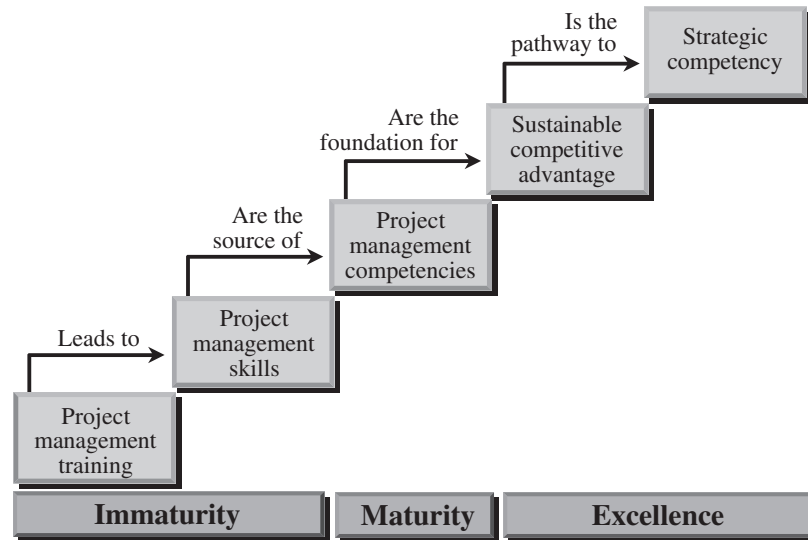 Is the
pathway to
Strategic
competency
Are the
foundation for
Sustainable
competitive
advantage
Are the
source of
Project
management
competencies
Leads to
Project
management
skills
Project
management
training
Immaturity
Maturity
Excellence